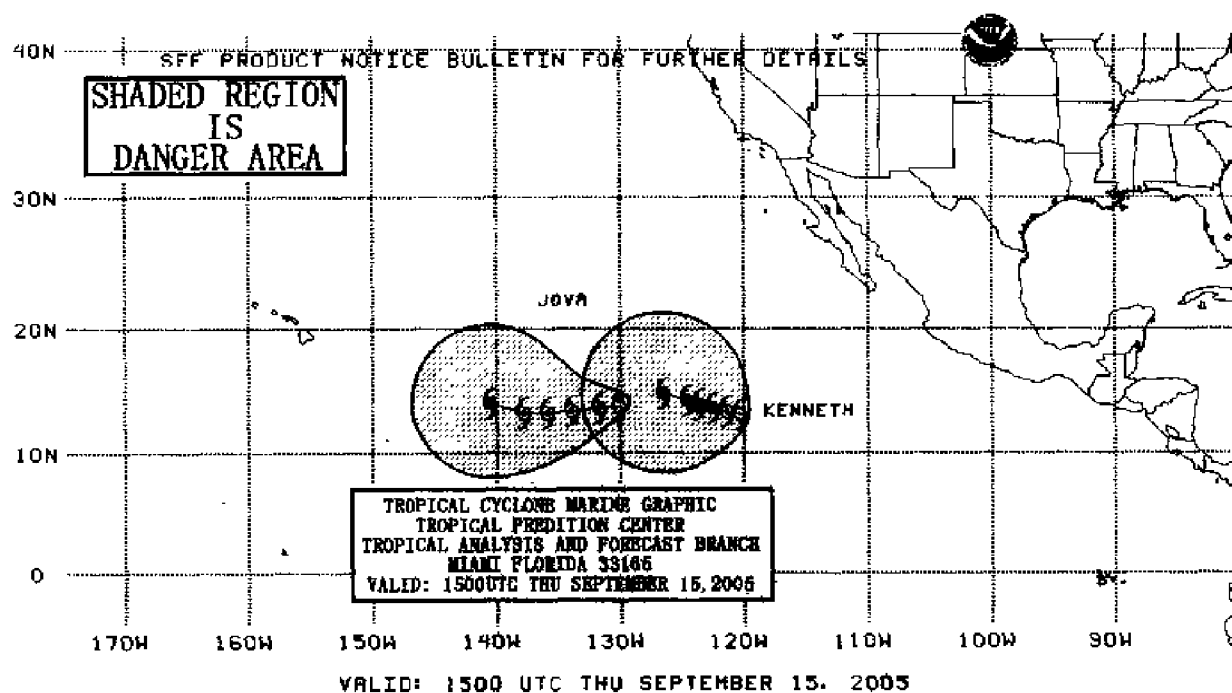 40N
SEE PRODUCT NOTICE BULLETIN FOR FURTHER DETAILS
SHADED REGION
IS
DANGER AREA
30N
JOVA
20N
KENNETH
10N
TROPICAL CYCLONE MARINE GRAPHIC
TROPICAL PREDITION CENTER
TROPICAL ANALYSIS AND FORECAST BRANCH
MIAMI FLORIDA 33165
VALID: 1500UTC THU SEPTEMBER 15,2005
0
170W 160W 150W 140W 130W 120W 110W 100W 90W
VALID: 1500 UTC THU SEPTEMBER 15. 2005